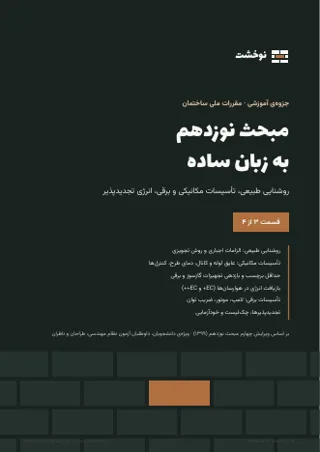 نوخشت
جزوه‌ی آموزشی · مقررات ملی ساختمان
مبحث نوزدهم
به زبان ساده
روشنایی طبیعی، تأسیسات مکانیکی و برقی، انرژی تجدیدپذیر
قسمت ۳ از ۴
روشنایی طبیعی: الزامات اجباری و روش تجویزی
تأسیسات مکانیکی: عایق لوله و کانال، دمای طرح، کنترل‌ها
حداقل برچسب و بازدهی تجهیزات گازسوز و برقی
بازیافت انرژی در هوارسان‌ها (EC+ و EC++)
تأسیسات برقی: لامپ، موتور، ضریب توان
تجدیدپذیرها، چک‌لیست و خودآزمایی
بر اساس ویرایش چهارم مبحث نوزدهم (۱۳۹۹) · ویژه‌ی دانشجویان، داوطلبان آزمون نظام مهندسی، طراحان و ناظران